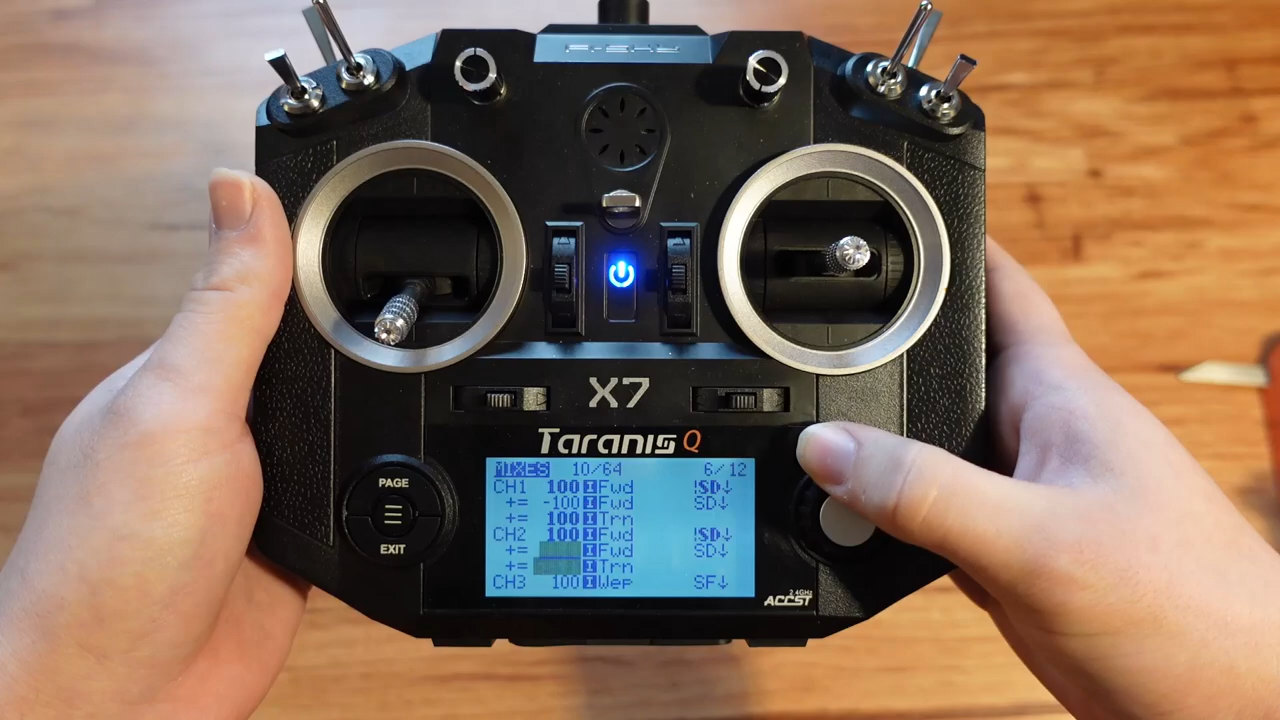 FrSKY
X7
Taranis Q
PAGE
EXIT
MIXES 10/64 6/12
CH1 100 I Fwd !SD↓
+= -100 I Fwd SD↓
+= 100 I Trn
CH2 100 I Fwd !SD↓
+= I Fwd SD↓
+= I Trn
CH3 100 I Wep SF↓
2.4GHz
ACCST